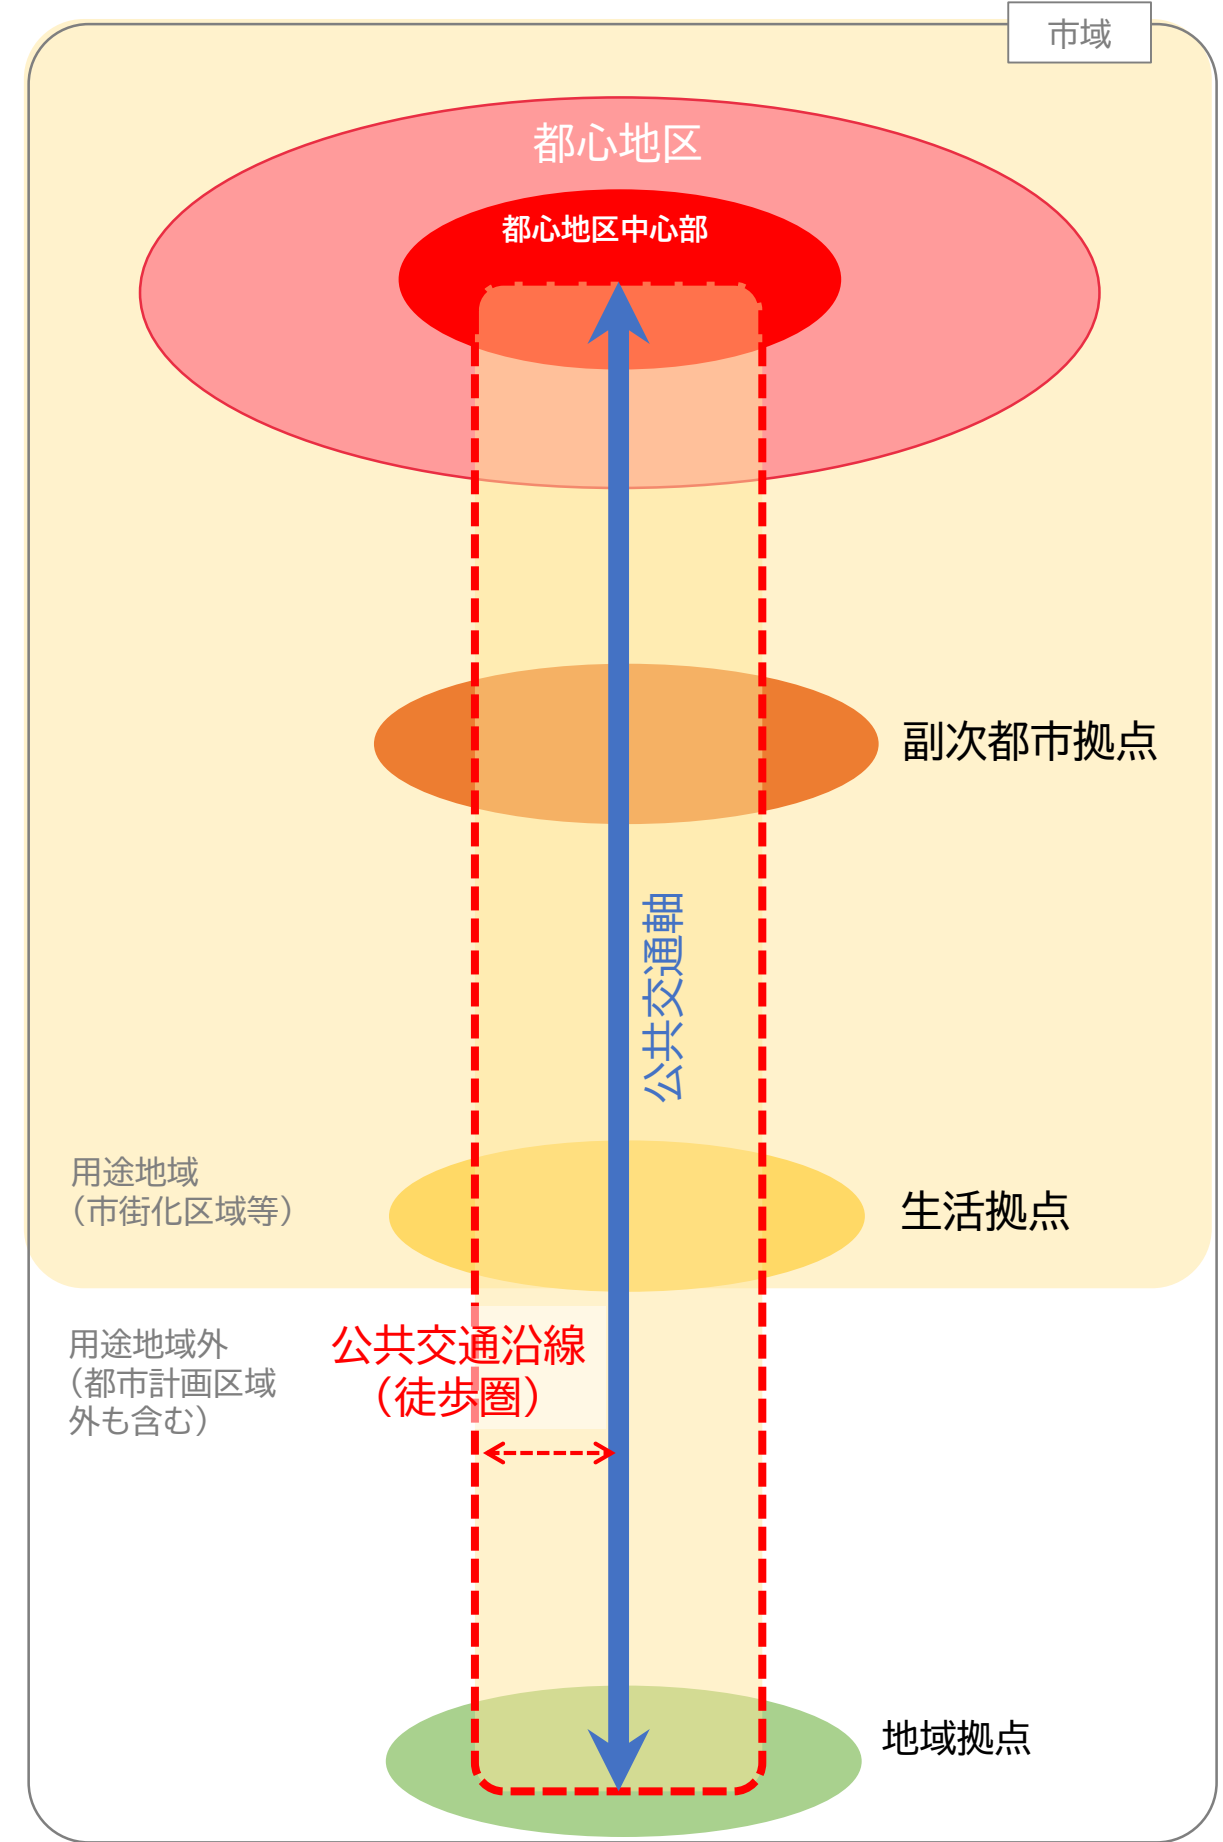 市域
都心地区
都心地区中心部
副次都市拠点
公共交通軸
用途地域
（市街化区域等）
生活拠点
用途地域外
（都市計画区域
外も含む）
公共交通沿線
（徒歩圏）
地域拠点